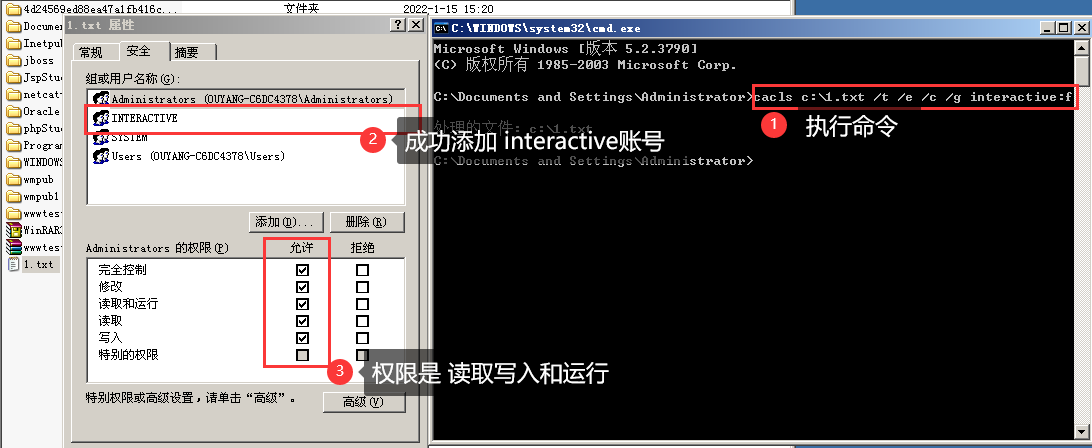 4d24569ed88ea47a1fb416c... 文件夹 2022-1-15 15:20
Documen
Inetpub
jboss
JspStud
netcat-
Oracle
phpStud
Program
WINDOWS
wmpub
wmpub1
wwwtest
WinRAR3
wwwtest
1.txt
1.txt 属性
常规 安全 摘要
组或用户名称(G):
Administrators (OUYANG-C6DC4378\Administrators)
INTERACTIVE
SYSTEM
Users (OUYANG-C6DC4378\Users)
添加(D)... 删除(R)
Administrators 的权限(P) 允许 拒绝
完全控制
修改
读取和运行
读取
写入
特别的权限
特别权限或高级设置,请单击“高级”。
高级(V)
C:\WINDOWS\system32\cmd.exe
Microsoft Windows [版本 5.2.3790]
(C) 版权所有 1985-2003 Microsoft Corp.
C:\Documents and Settings\Administrator>cacls c:\1.txt /t /e /c /g interactive:f
处理的文件: c:\1.txt
C:\Documents and Settings\Administrator>
1 执行命令
2 成功添加 interactive账号
3 权限是 读取写入和运行